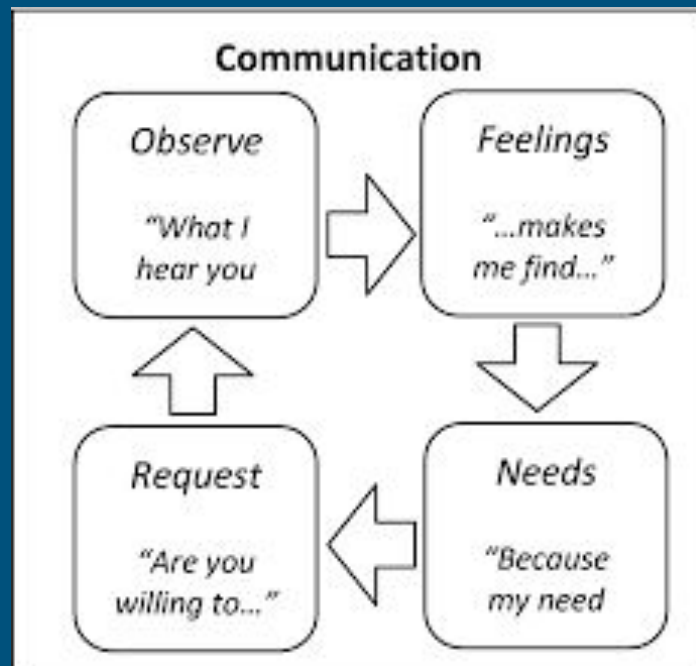 Communication
Observe
“What I
hear you
Feelings
“...makes
me find...”
Request
“Are you
willing to...”
Needs
“Because
my need